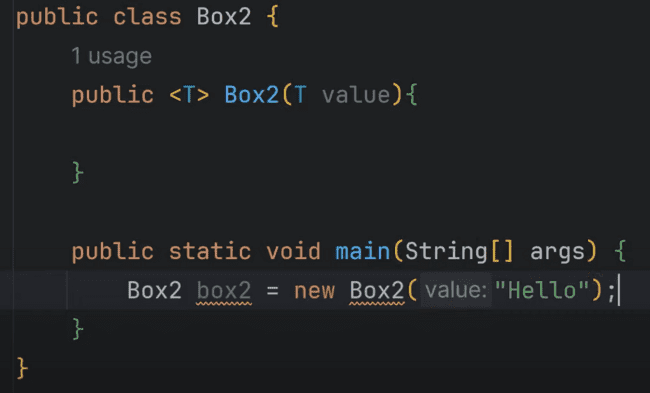 public class Box2 {
1 usage
public <T> Box2(T value){
}
public static void main(String[] args) {
Box2 box2 = new Box2( value: "Hello");
}
}